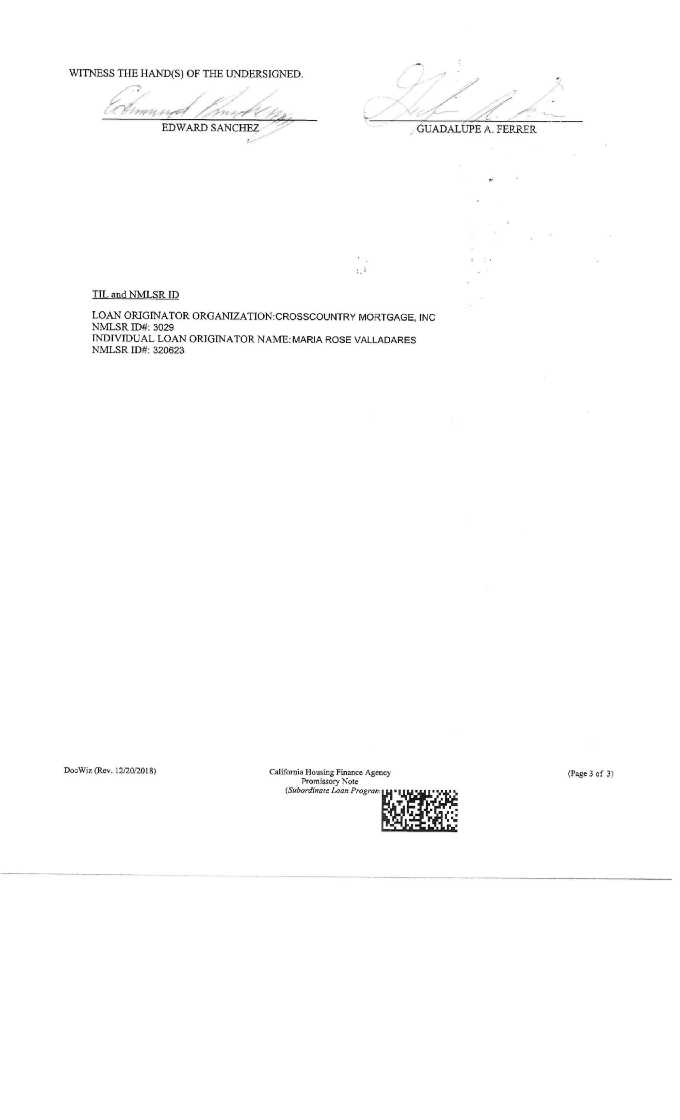 WITNESS THE HAND(S) OF THE UNDERSIGNED.
EDWARD SANCHEZ
GUADALUPE A. FERRER
TIL and NMLSR ID
LOAN ORIGINATOR ORGANIZATION:CROSSCOUNTRY MORTGAGE, INC
NMLSR ID#: 3029
INDIVIDUAL LOAN ORIGINATOR NAME:MARIA ROSE VALLADARES
NMLSR ID#: 320623
DocWiz (Rev. 12/20/2018)
California Housing Finance Agency
(Page 3 of 3)
Promissory Note
(Subordinate Loan Program